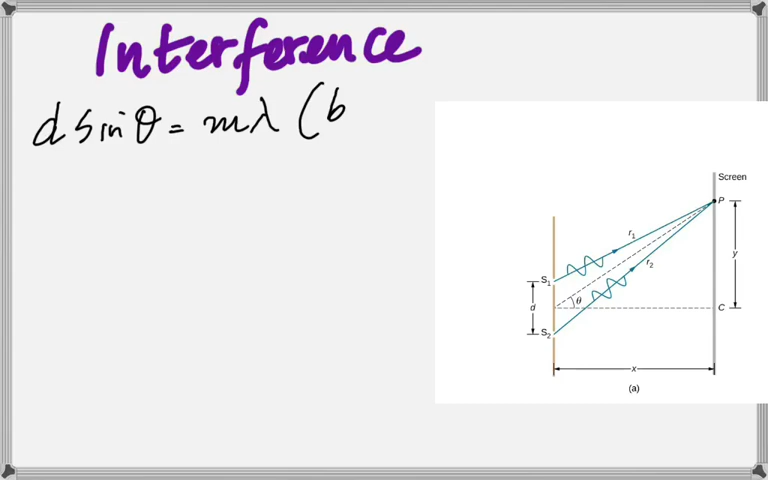 Interference
d sin θ = mλ (b
Screen
P
r₁
r₂
y
S₁
θ
d
C
S₂
x
(a)